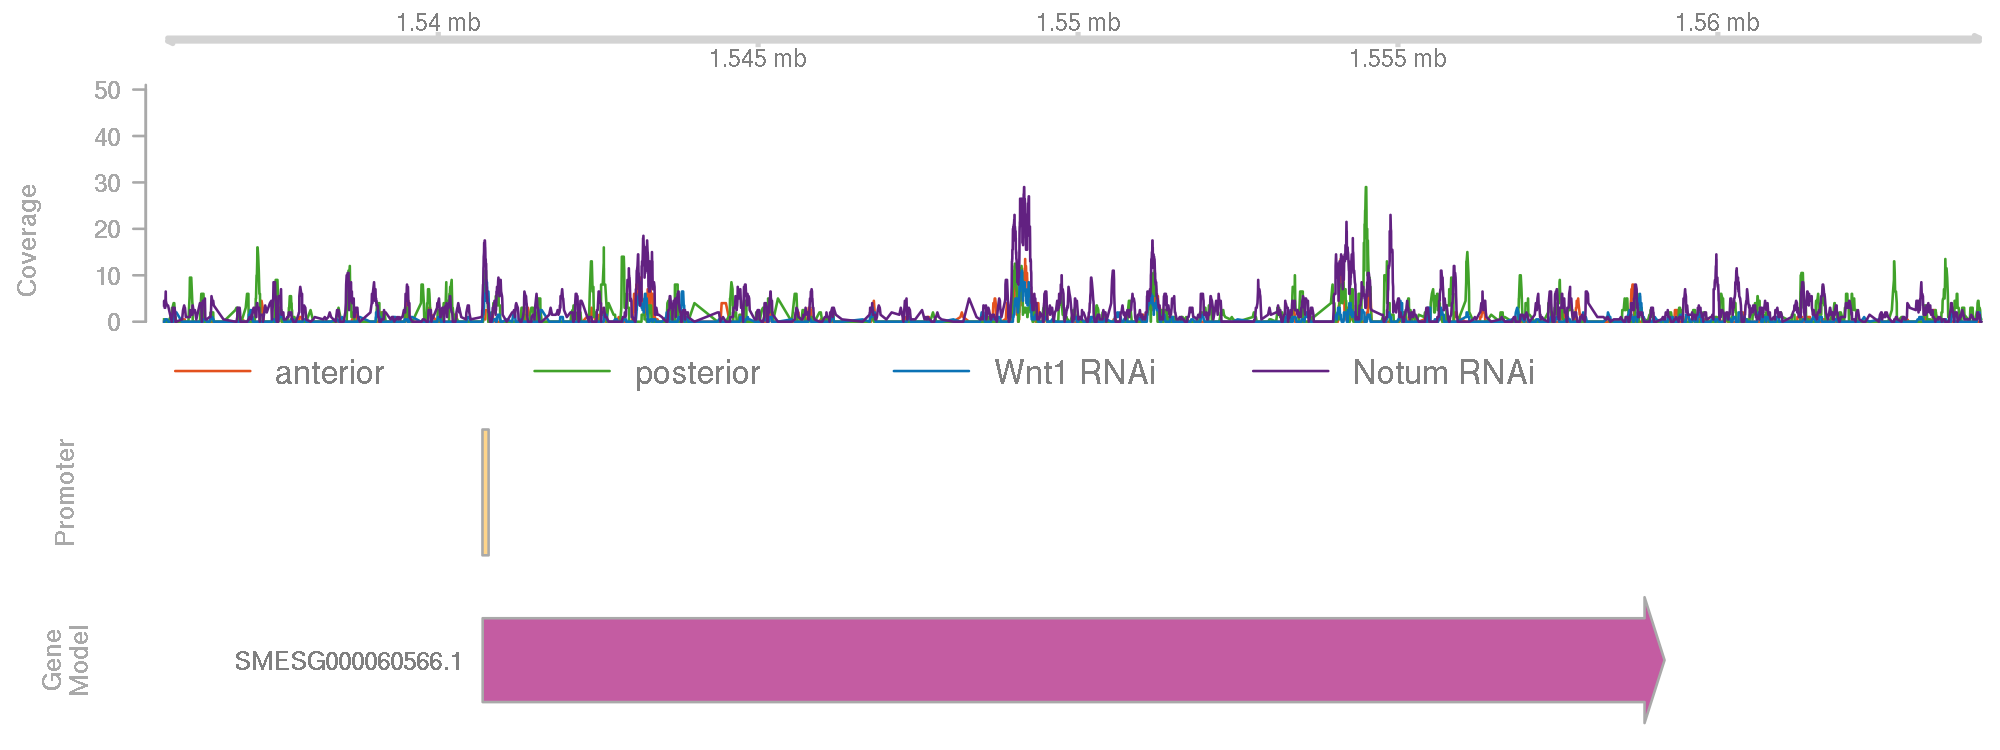 1.54 mb 1.55 mb 1.56 mb
1.545 mb 1.555 mb
50
40
30
20
10
0
Coverage
anterior posterior Wnt1 RNAi Notum RNAi
Promoter
Gene
Model
SMESG000060566.1